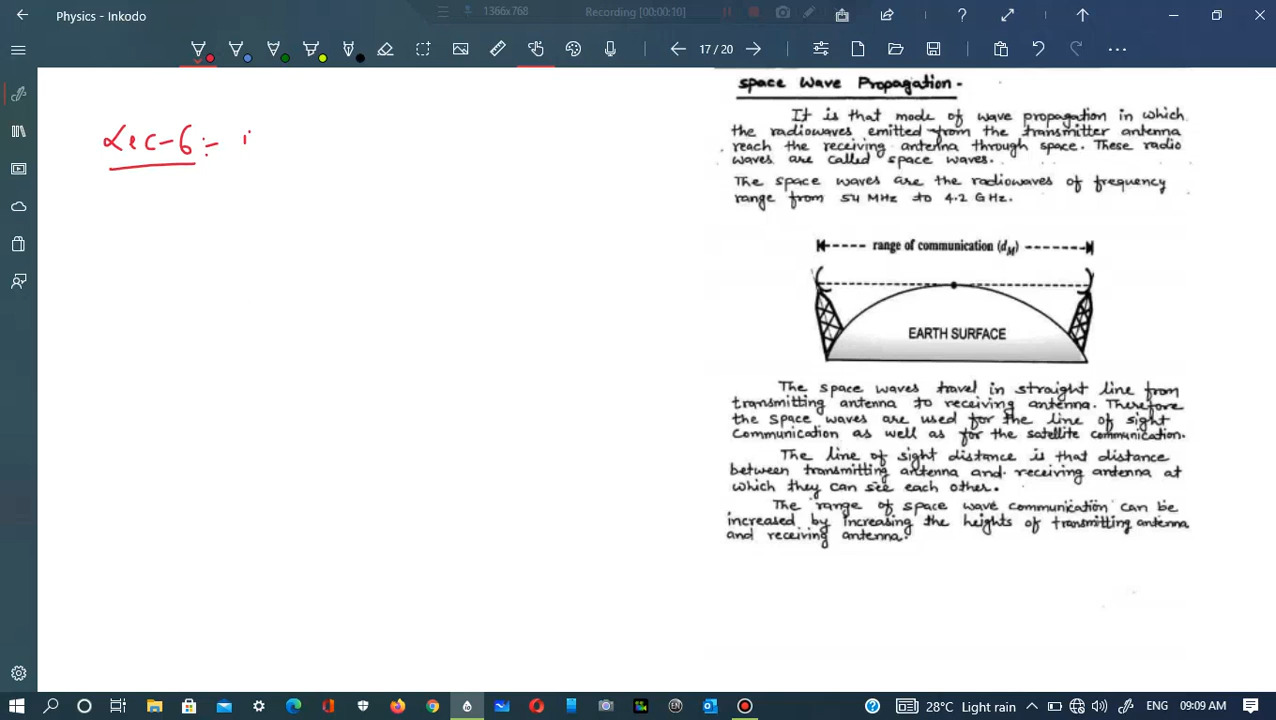 Physics - Inkodo
1366x768
Recording [00:00:10]
17 / 20
Lec-6:-
Space Wave Propagation-
It is that mode of wave propagation in which
the radiowaves emitted from the transmitter antenna
reach the receiving antenna through space. These radio
waves are called space waves.
The space waves are the radiowaves of frequency
range from 54 MHz to 4.2 GHz.
range of communication (dM)
EARTH SURFACE
The space waves travel in straight line from
transmitting antenna to receiving antenna. Therefore
the space waves are used for the line of sight
communication as well as for the satellite communication.
The line of sight distance is that distance
between transmitting antenna and receiving antenna at
which they can see each other.
The range of space wave communication can be
increased by increasing the heights of transmitting antenna
and receiving antenna.
28°C Light rain
ENG
09:09 AM